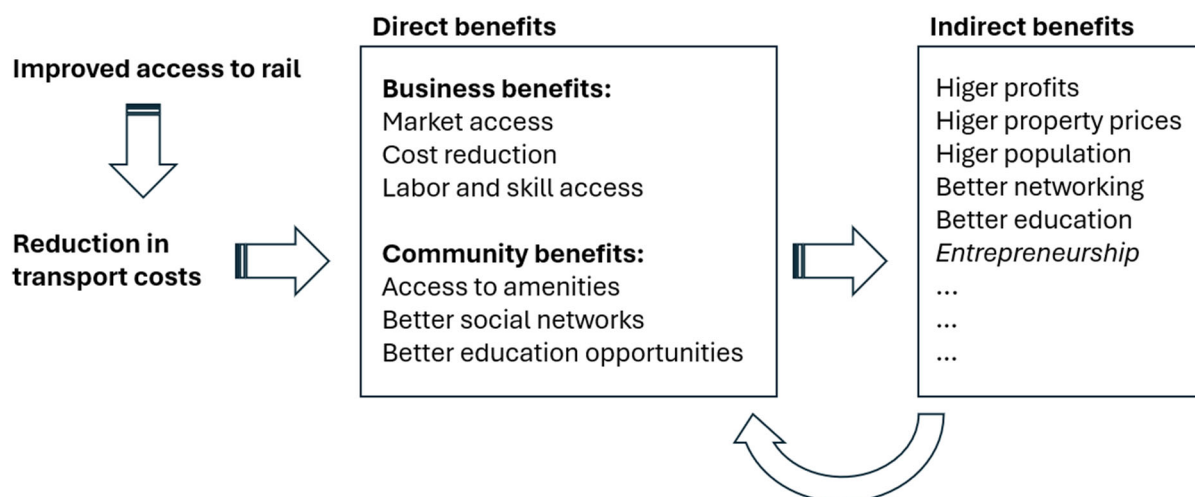 Improved access to rail
Reduction in
transport costs
Direct benefits
Business benefits:
Market access
Cost reduction
Labor and skill access
Community benefits:
Access to amenities
Better social networks
Better education opportunities
Indirect benefits
Higer profits
Higer property prices
Higer population
Better networking
Better education
Entrepreneurship
...
...
...